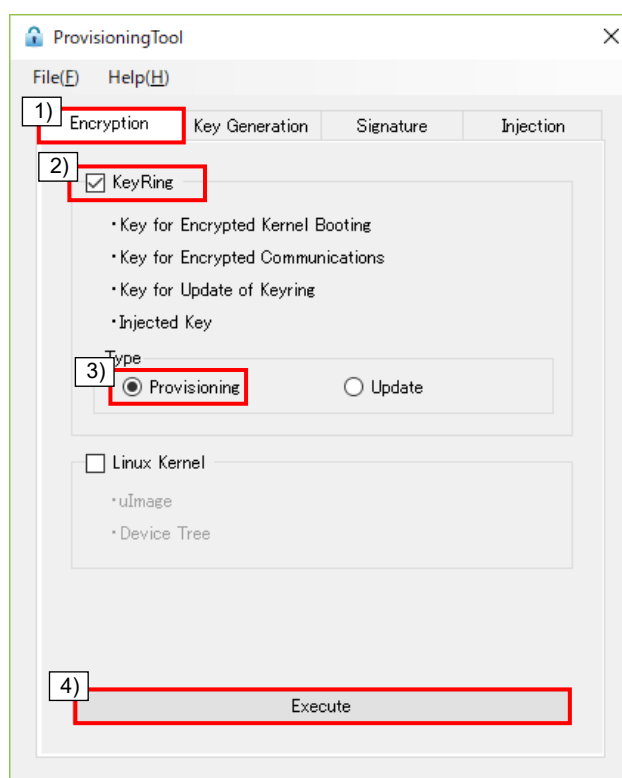 ProvisioningTool
File(F) Help(H)
1) Encryption Key Generation Signature Injection
2) KeyRing
・Key for Encrypted Kernel Booting
・Key for Encrypted Communications
・Key for Update of Keyring
・Injected Key
Type
3) Provisioning Update
Linux Kernel
・uImage
・Device Tree
4) Execute